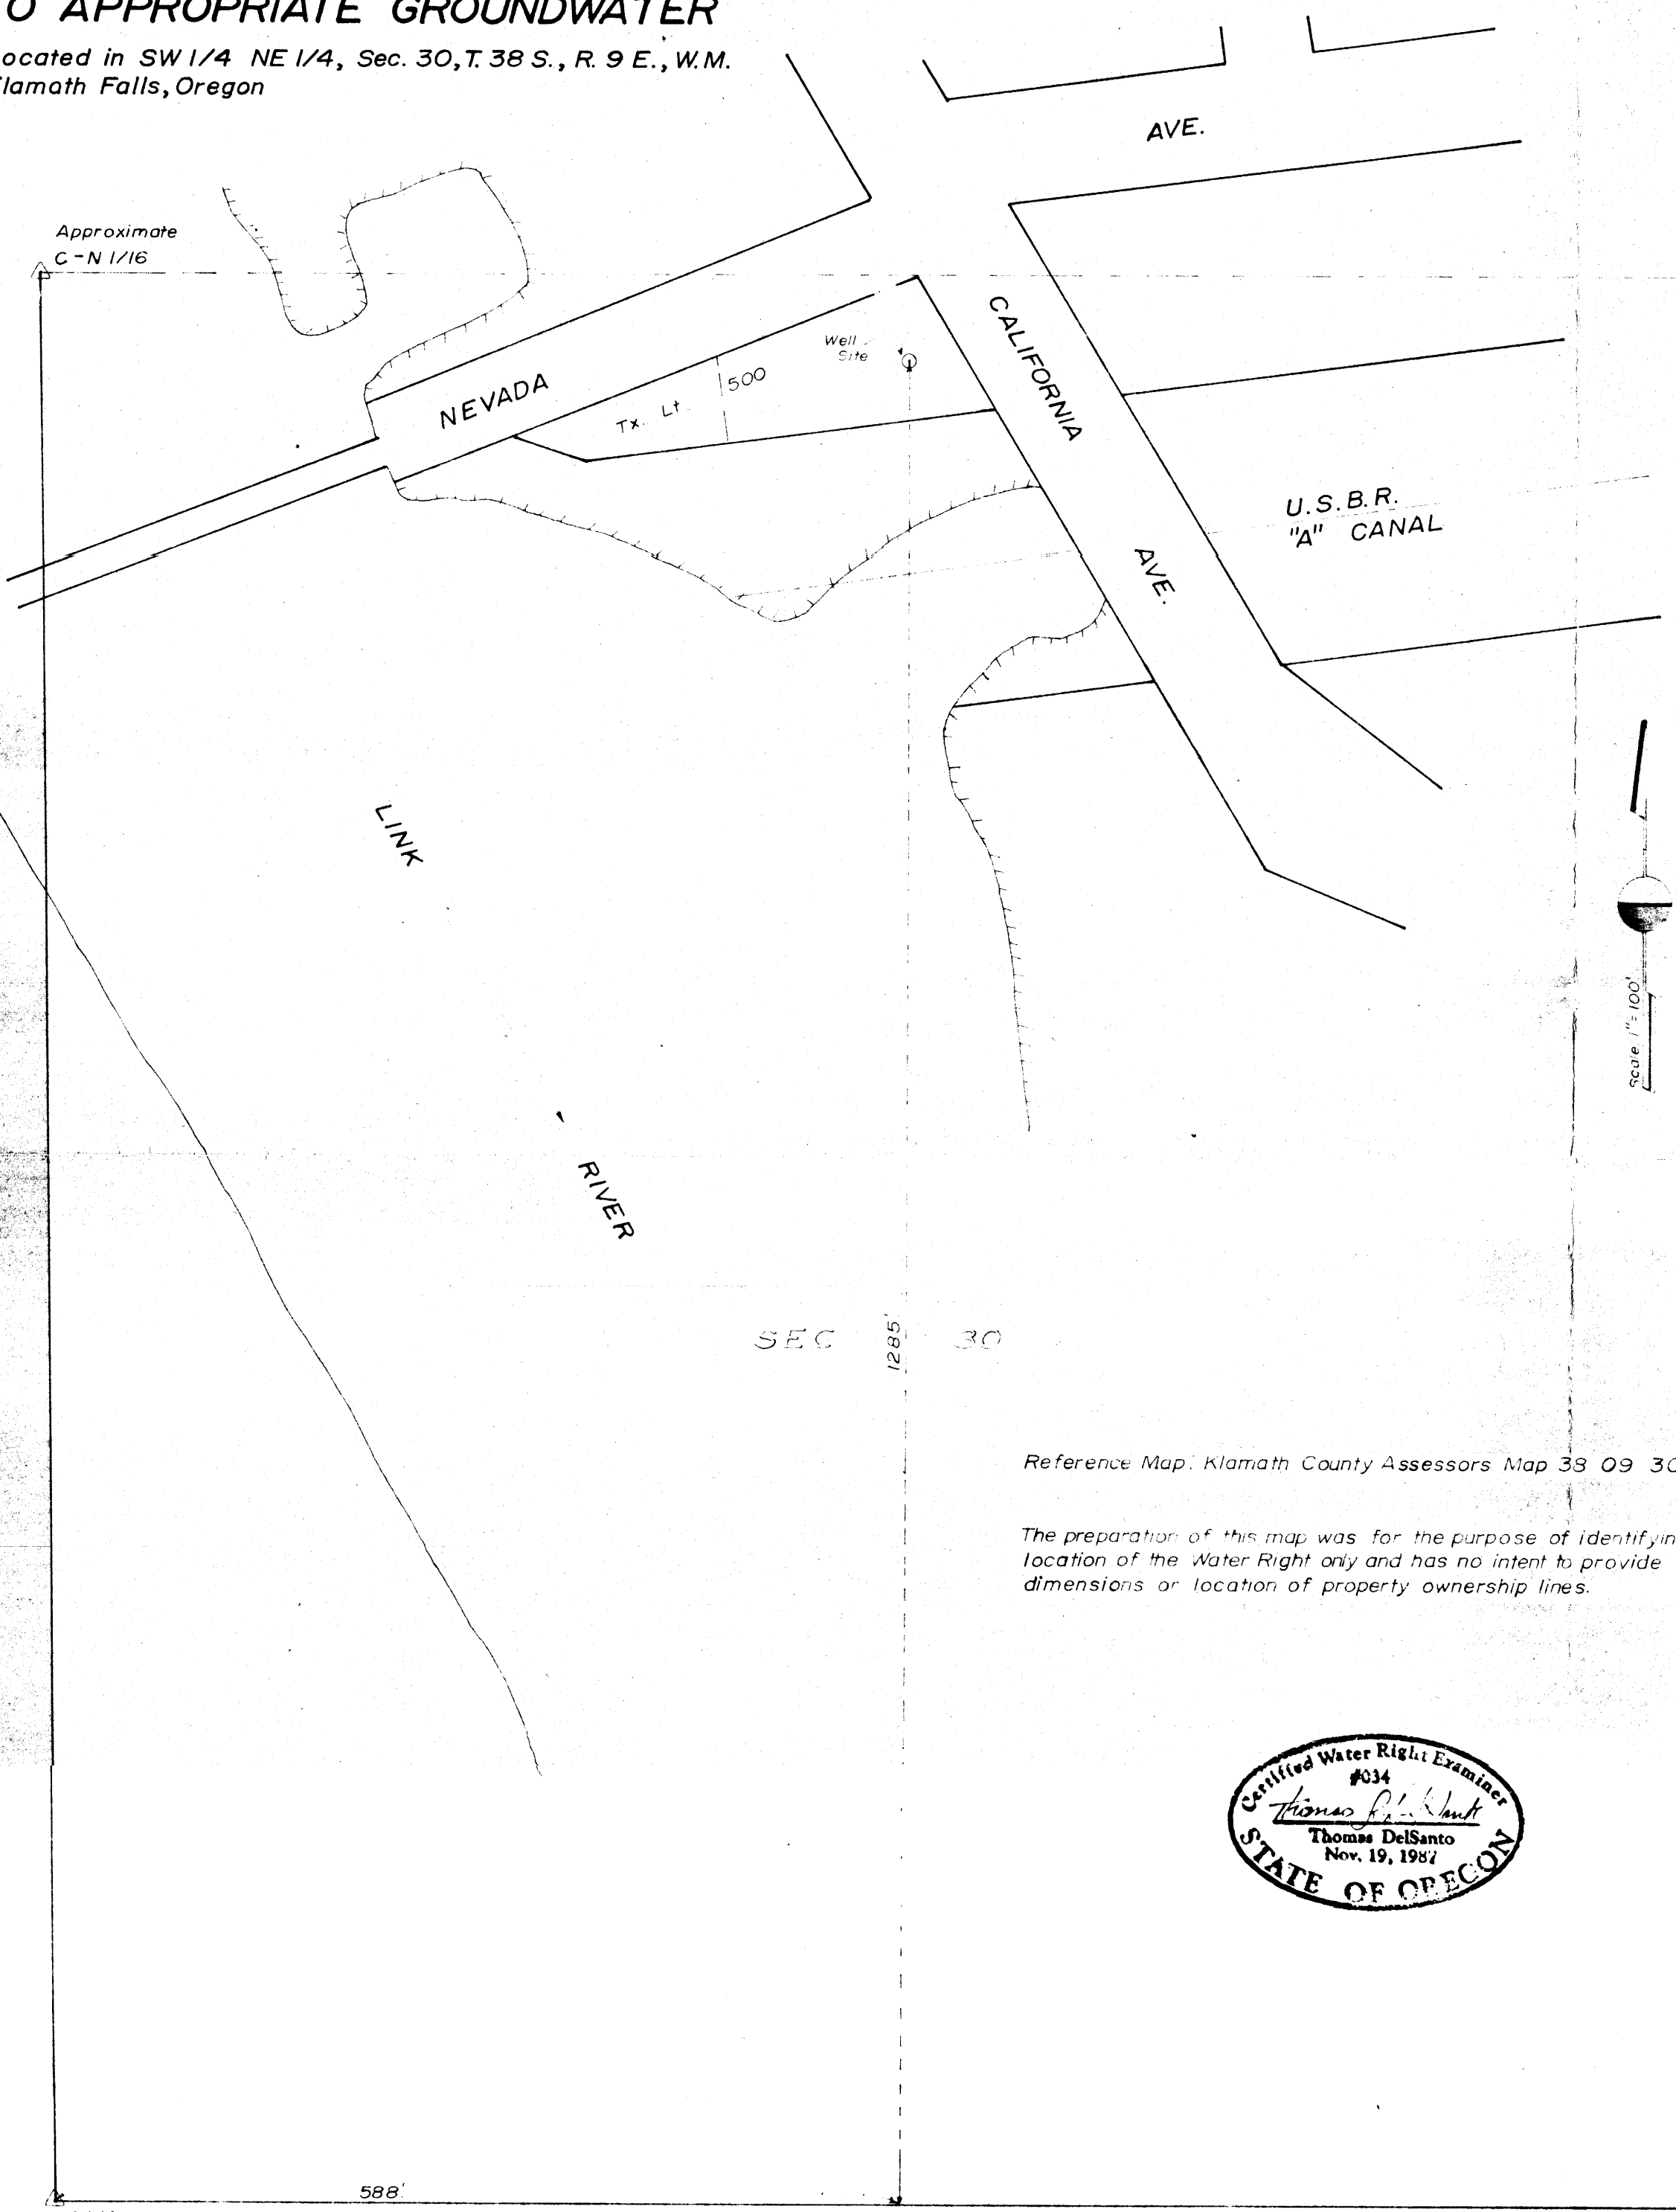 O APPROPRIATE GROUNDWATER
ocated in SW 1/4 NE 1/4, Sec. 30, T. 38 S., R. 9 E., W.M.
lamath Falls, Oregon
AVE.
Approximate
C-N 1/16
NEVADA
Tx. Lt. 500
Well
Site
CALIFORNIA
AVE.
U.S.B.R.
"A" CANAL
LINK
RIVER
Scale 1"=100'
SEC 30
1285'
Reference Map: Klamath County Assessors Map 38 09 30
The preparation of this map was for the purpose of identifyin
location of the Water Right only and has no intent to provide
dimensions or location of property ownership lines.
Certified Water Right Examiner
#034
Thomas DelSanto
Nov. 19, 1987
STATE OF OREGON
588'